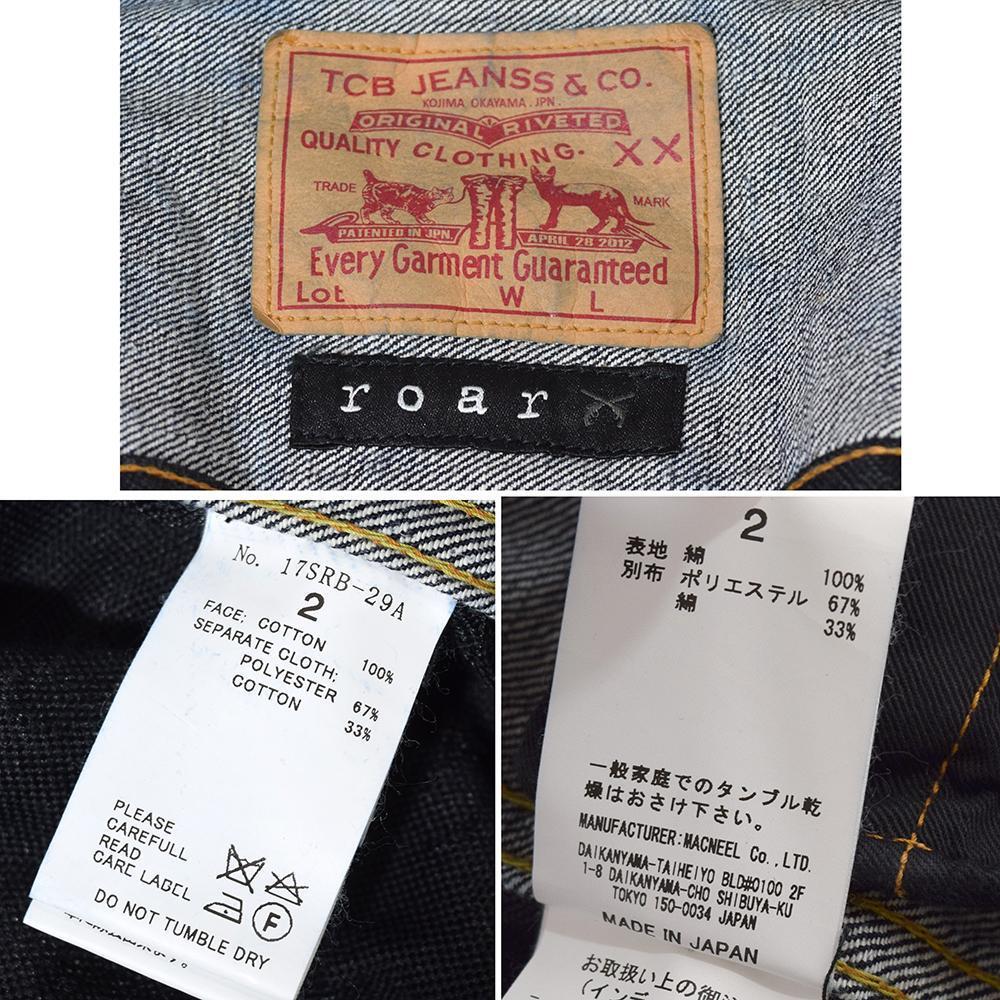 TCB JEANSS & CO.
KOJIMA OKAYAMA. JPN.
ORIGINAL RIVETED
QUALITY CLOTHING. XX
TRADE MARK
PATENTED IN JPN. APRIL 28 2012
Every Garment Guaranteed
Lot W L
roar
No. 17SRB-29A
2
FACE; COTTON 100%
SEPARATE CLOTH;
POLYESTER 67%
COTTON 33%
PLEASE
CAREFULL
READ
CARE LABEL
F
DO NOT TUMBLE DRY
2
表地 綿 100%
別布 ポリエステル 67%
綿 33%
一般家庭でのタンブル乾
燥はおさけ下さい。
MANUFACTURER:MACNEEL Co.,LTD.
DAIKANYAMA-TAIHEIYO BLD#0100 2F
1-8 DAIKANYAMA-CHO SHIBUYA-KU
TOKYO 150-0034 JAPAN
MADE IN JAPAN
お取扱い上の御注
(インデ